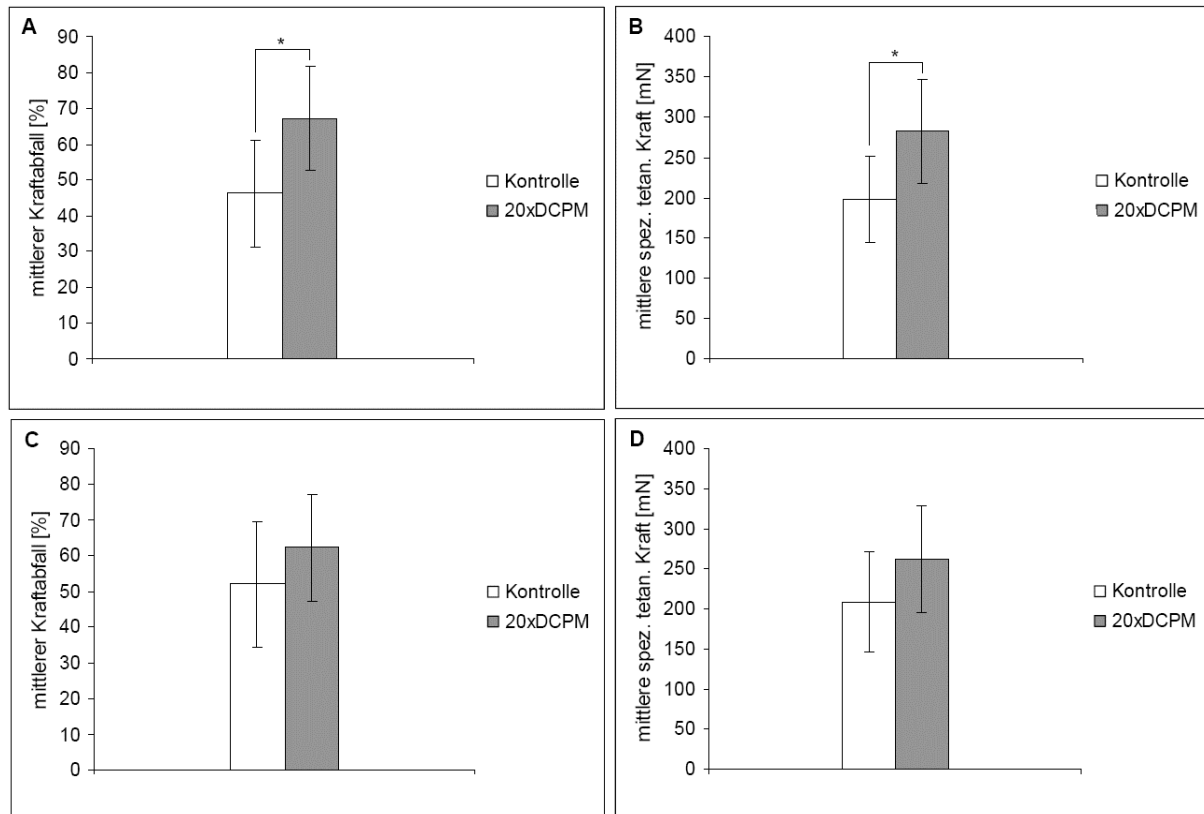 A
mittlerer Kraftabfall [%]
90
80
70
60
50
40
30
20
10
0
*
Kontrolle
20xDCPM
B
mittlere spez. tetan. Kraft [mN]
400
350
300
250
200
150
100
50
0
*
Kontrolle
20xDCPM
C
mittlerer Kraftabfall [%]
90
80
70
60
50
40
30
20
10
0
Kontrolle
20xDCPM
D
mittlere spez. tetan. Kraft [mN]
400
350
300
250
200
150
100
50
0
Kontrolle
20xDCPM